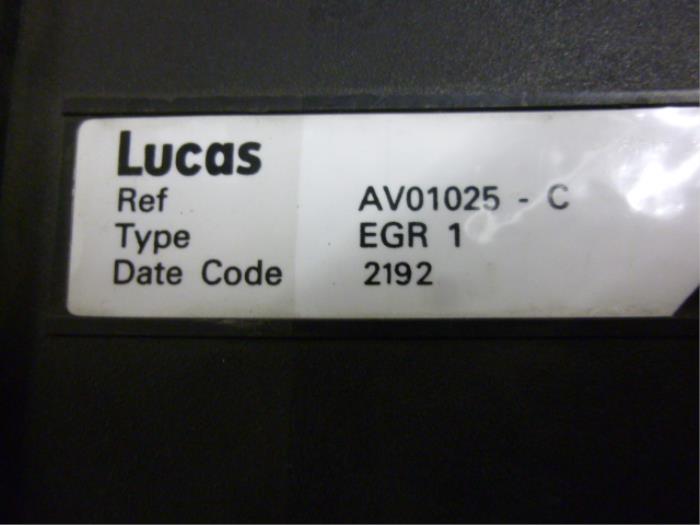 Lucas
Ref AV01025 - C
Type EGR 1
Date Code 2192